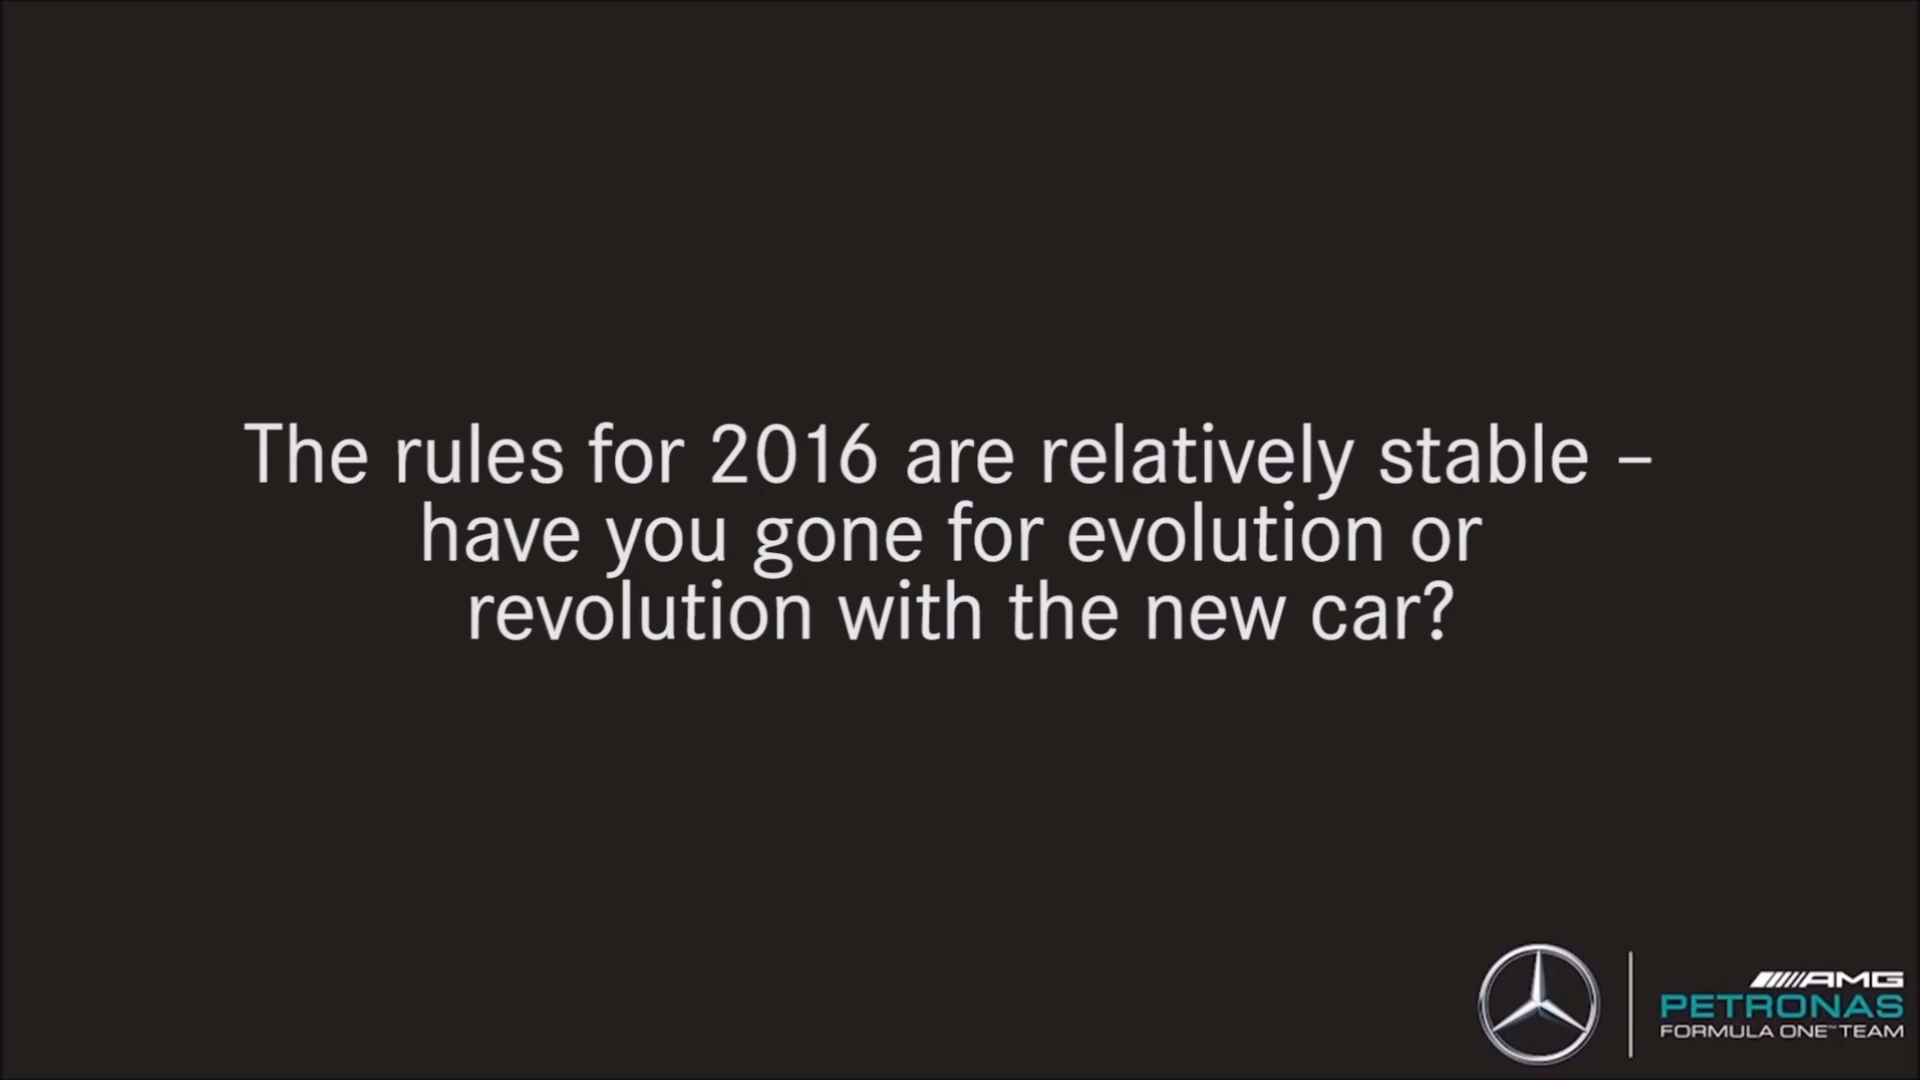 The rules for 2016 are relatively stable –
have you gone for evolution or
revolution with the new car?
AMG
PETRONAS
FORMULA ONE™ TEAM